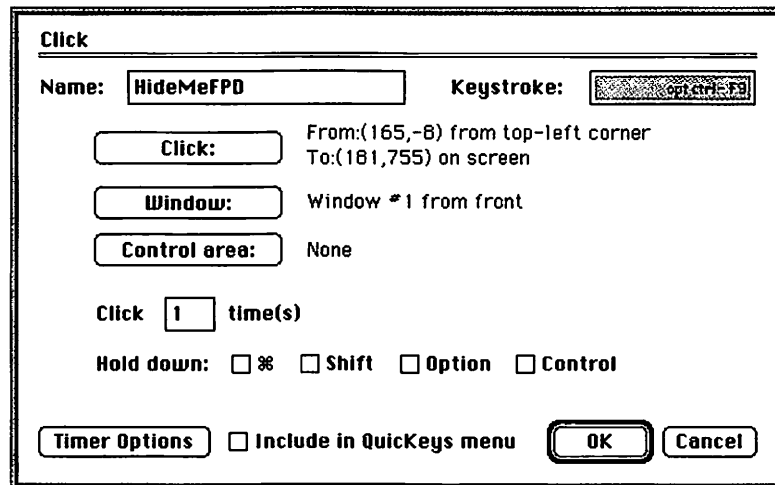 Click
Name: HideMeFPD Keystroke: opt ctrl-F9
Click: From:(165,-8) from top-left corner
To:(181,755) on screen
Window: Window #1 from front
Control area: None
Click 1 time(s)
Hold down: ⌘ Shift Option Control
Timer Options Include in QuicKeys menu OK Cancel